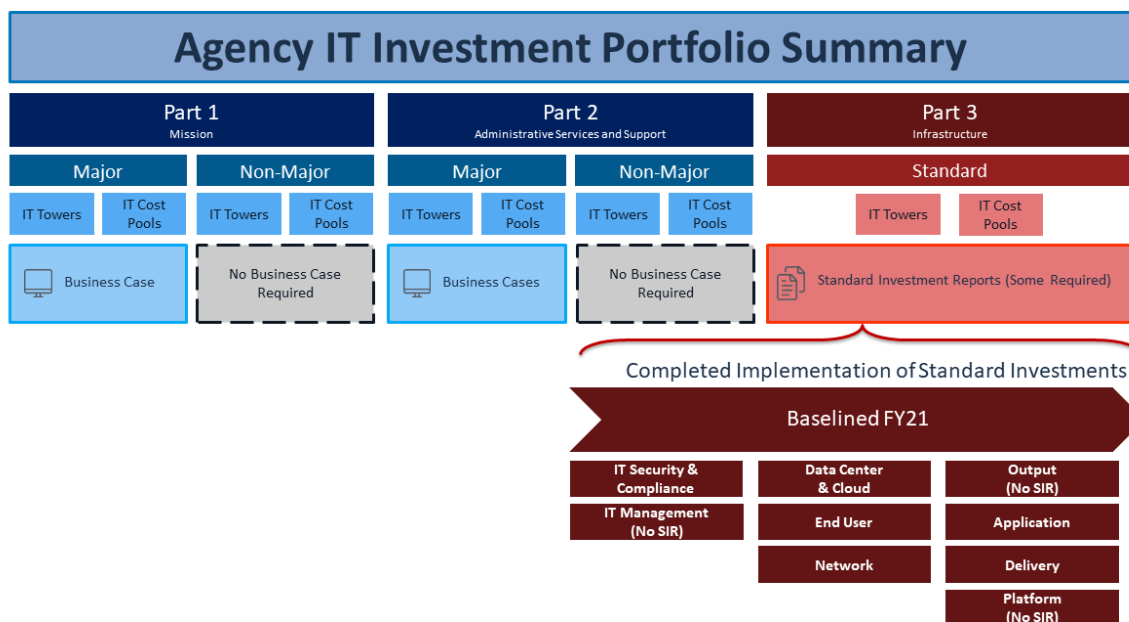 Agency IT Investment Portfolio Summary
Part 1
Mission
Part 2
Administrative Services and Support
Part 3
Infrastructure
Major
Non-Major
Major
Non-Major
Standard
IT Towers
IT Cost
Pools
IT Towers
IT Cost
Pools
IT Towers
IT Cost
Pools
IT Towers
IT Cost
Pools
IT Towers
IT Cost
Pools
Business Case
No Business Case
Required
Business Cases
No Business Case
Required
Standard Investment Reports (Some Required)
Completed Implementation of Standard Investments
Baselined FY21
IT Security &
Compliance
IT Management
(No SIR)
Data Center
& Cloud
End User
Network
Output
(No SIR)
Application
Delivery
Platform
(No SIR)